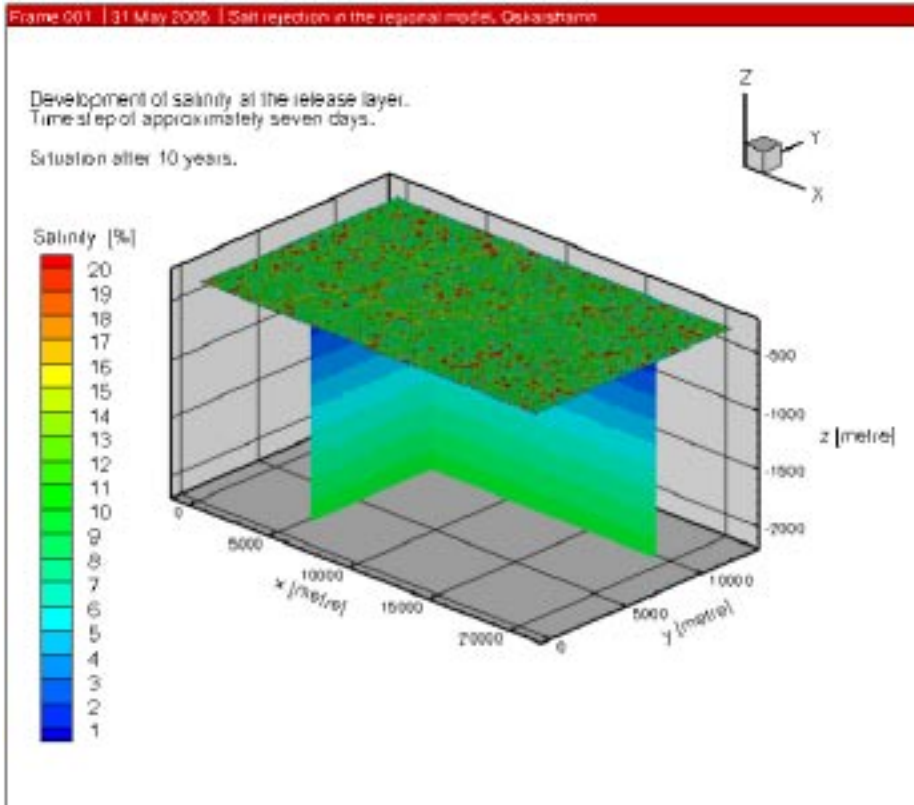 Frame 001 | 31 May 2005 | Salt rejection in the regional model, Oskarshamn
Development of salinity at the release layer.
Time step of approximately seven days.
Situation after 10 years.
Z
Y
X
Salinity [%]
20
19
18
17
16
15
14
13
12
11
10
9
8
7
6
5
4
3
2
1
-500
-1000
-1500
-2000
z [metre]
0
5000
10000
15000
20000
x [metre]
0
5000
10000
y [metre]